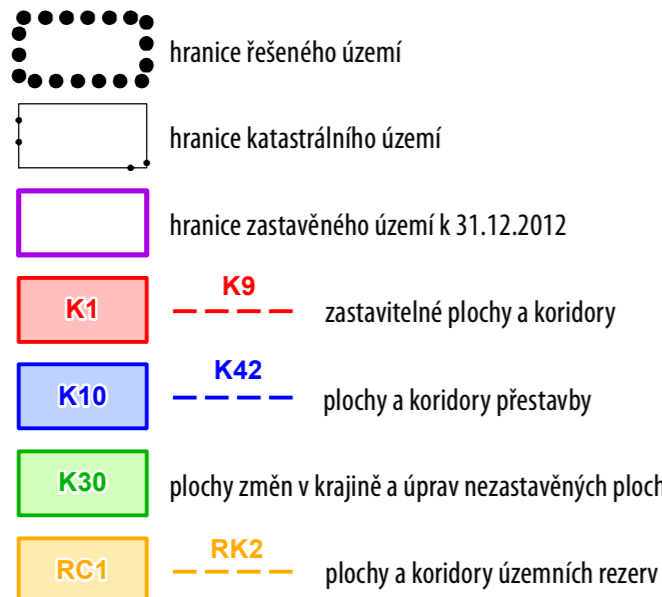 hranice řešeného území
hranice katastrálního území
hranice zastavěného území k 31.12.2012
K1 K9 zastavitelné plochy a koridory
K10 K42 plochy a koridory přestavby
K30 plochy změn v krajině a úprav nezastavěných ploch
RC1 RK2 plochy a koridory územních rezerv